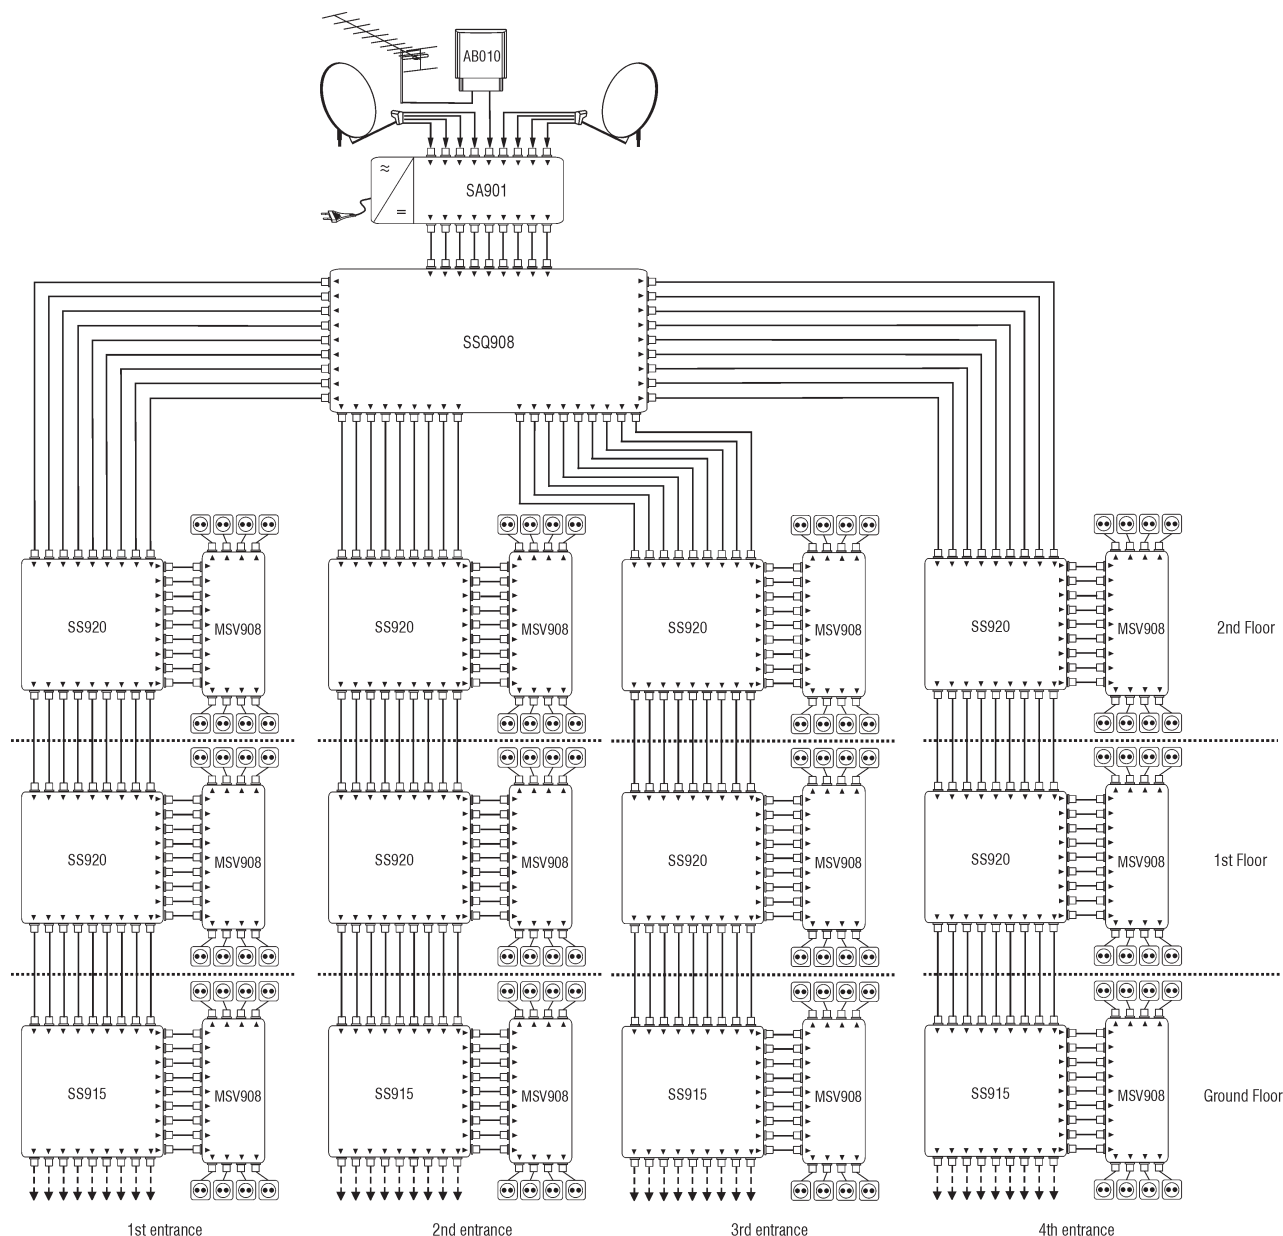 AB010
SA901
SSQ908
SS920 MSV908 SS920 MSV908 SS920 MSV908 SS920 MSV908 2nd Floor
SS920 MSV908 SS920 MSV908 SS920 MSV908 SS920 MSV908 1st Floor
SS915 MSV908 SS915 MSV908 SS915 MSV908 SS915 MSV908 Ground Floor
1st entrance 2nd entrance 3rd entrance 4th entrance